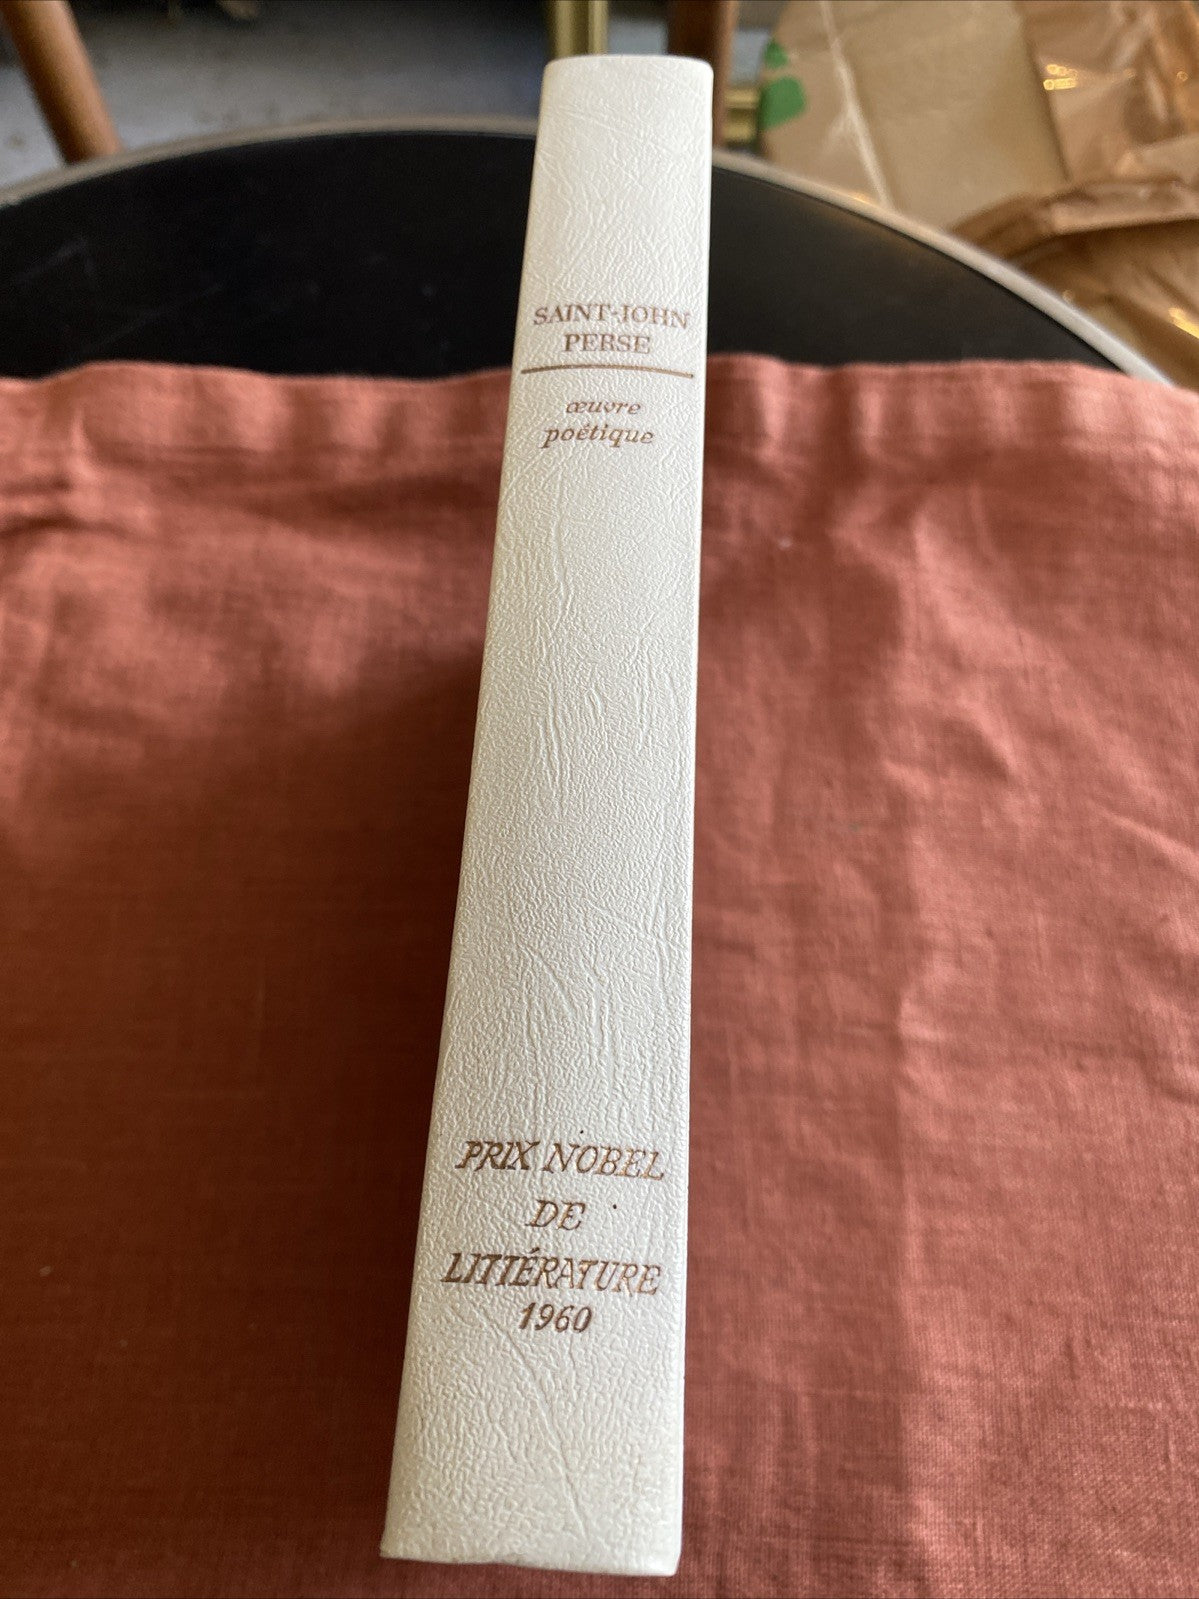 SAINT-JOHN
PERSE
œuvre
poétique
PRIX NOBEL
DE
LITTÉRATURE
1960